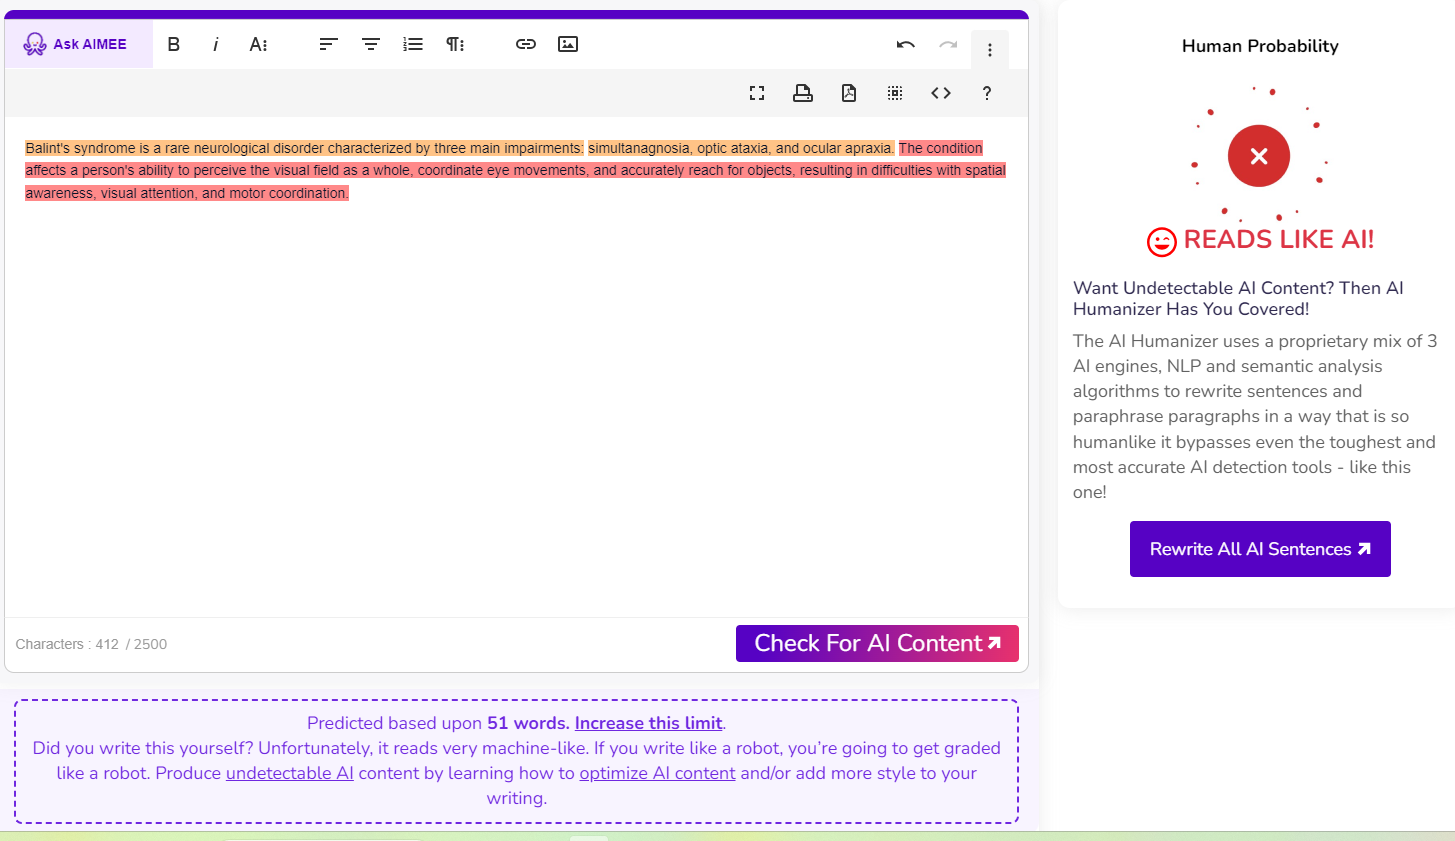 Ask AIMEE
B i A
?
Balint's syndrome is a rare neurological disorder characterized by three main impairments: simultanagnosia, optic ataxia, and ocular apraxia. The condition
affects a person's ability to perceive the visual field as a whole, coordinate eye movements, and accurately reach for objects, resulting in difficulties with spatial
awareness, visual attention, and motor coordination.
Characters : 412 / 2500
Check For AI Content
Predicted based upon 51 words. Increase this limit.
Did you write this yourself? Unfortunately, it reads very machine-like. If you write like a robot, you're going to get graded
like a robot. Produce undetectable AI content by learning how to optimize AI content and/or add more style to your
writing.
Human Probability
READS LIKE AI!
Want Undetectable AI Content? Then AI
Humanizer Has You Covered!
The AI Humanizer uses a proprietary mix of 3
AI engines, NLP and semantic analysis
algorithms to rewrite sentences and
paraphrase paragraphs in a way that is so
humanlike it bypasses even the toughest and
most accurate AI detection tools - like this
one!
Rewrite All AI Sentences